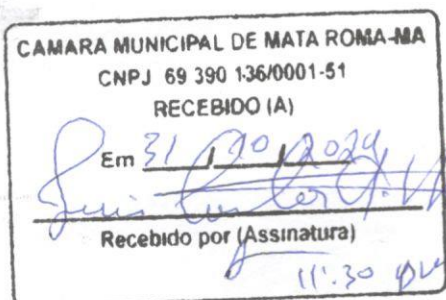 CAMARA MUNICIPAL DE MATA ROMA-MA
CNPJ 69 390 136/0001-51
RECEBIDO (A)
Em 31 / 10 / 2024
Recebido por (Assinatura)
11:30